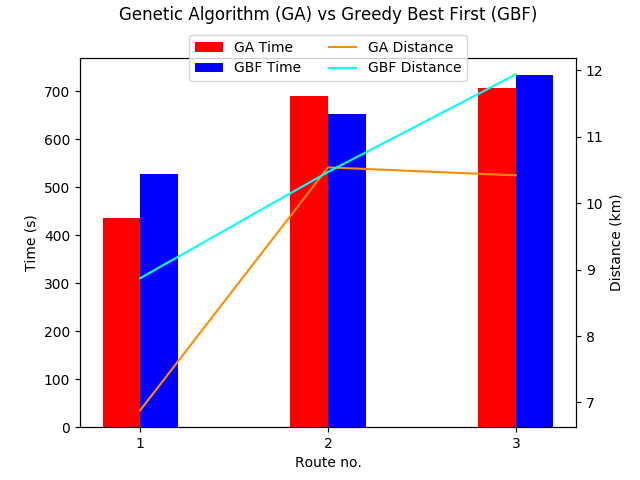 Genetic Algorithm (GA) vs Greedy Best First (GBF)
GA Time
GA Distance
GBF Time
GBF Distance
700
600
500
400
300
200
100
0
Time (s)
12
11
10
9
8
7
Distance (km)
1
2
3
Route no.